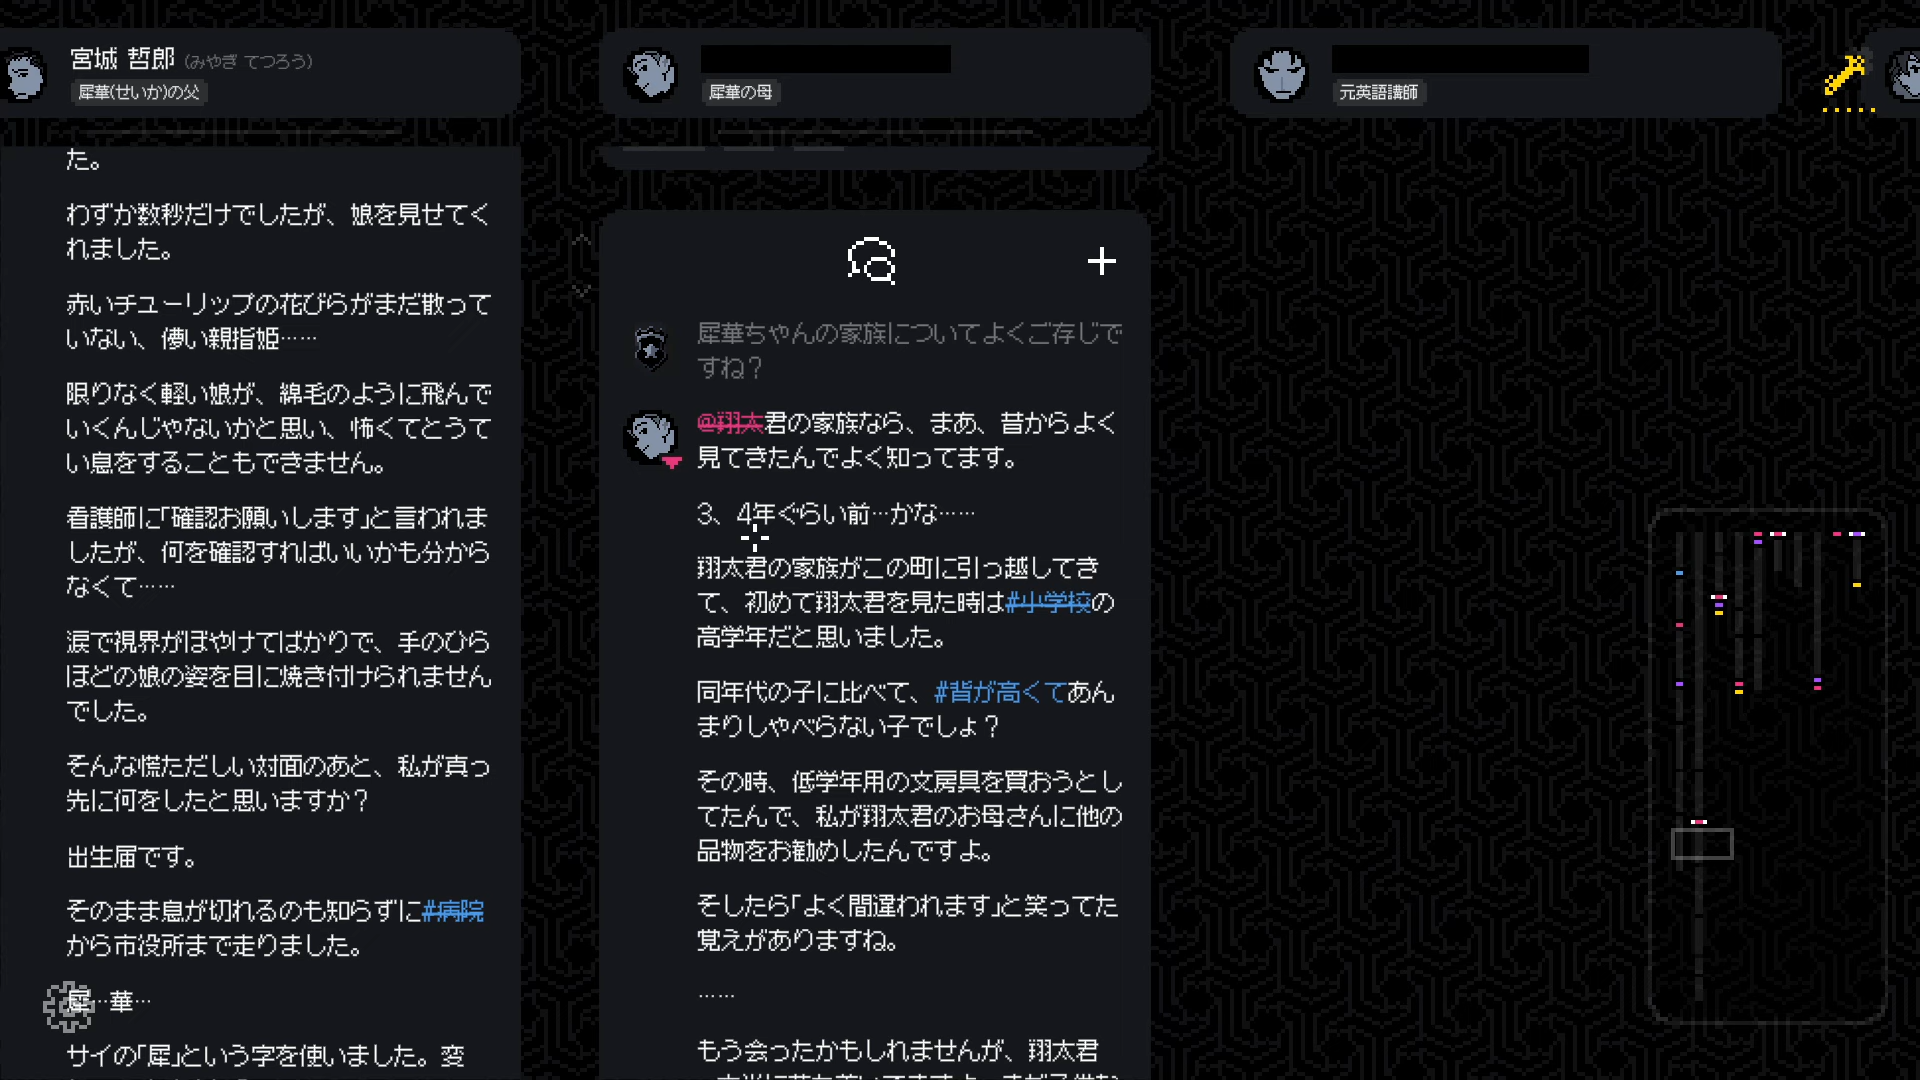 宮城 哲郎 (みやぎ てつろう)
犀華(せいか)の父
犀華の母
元英語講師
た。
わずか数秒だけでしたが、娘を見せてく
れました。
赤いチューリップの花びらがまだ散って
いない、儚い親指姫……
限りなく軽い娘が、綿毛のように飛んで
いくんじゃないかと思い、怖くてとうて
い息をすることもできません。
看護師に「確認お願いします」と言われま
したが、何を確認すればいいかも分から
なくて……
涙で視界がぼやけてばかりで、手のひら
ほどの娘の姿を目に焼き付けられません
でした。
そんな慌ただしい対面のあと、私が真っ
先に何をしたと思いますか？
出生届です。
そのまま息が切れるのも知らずに#病院
から市役所まで走りました。
犀…華…
サイの「犀」という字を使いました。変
犀華ちゃんの家族についてよくご存じで
すね？
@翔太君の家族なら、まあ、昔からよく
見てきたんでよく知ってます。
3、4年ぐらい前…かな……
翔太君の家族がこの町に引っ越してき
て、初めて翔太君を見た時は#小学校の
高学年だと思いました。
同年代の子に比べて、#背が高くてあん
まりしゃべらない子でしょ？
その時、低学年用の文房具を買おうとし
てたんで、私が翔太君のお母さんに他の
品物をお勧めしたんですよ。
そしたら「よく間違われます」と笑ってた
覚えがありますね。
……
もう会ったかもしれませんが、翔太君